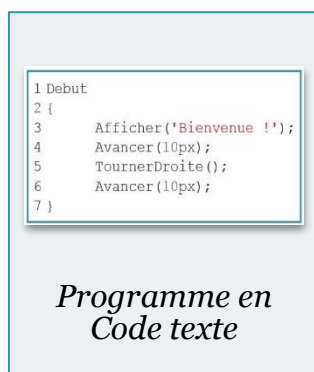 1 Debut
2 {
3 Afficher('Bienvenue !');
4 Avancer(10px);
5 TournerDroite();
6 Avancer(10px);
7 }
Programme en
Code texte